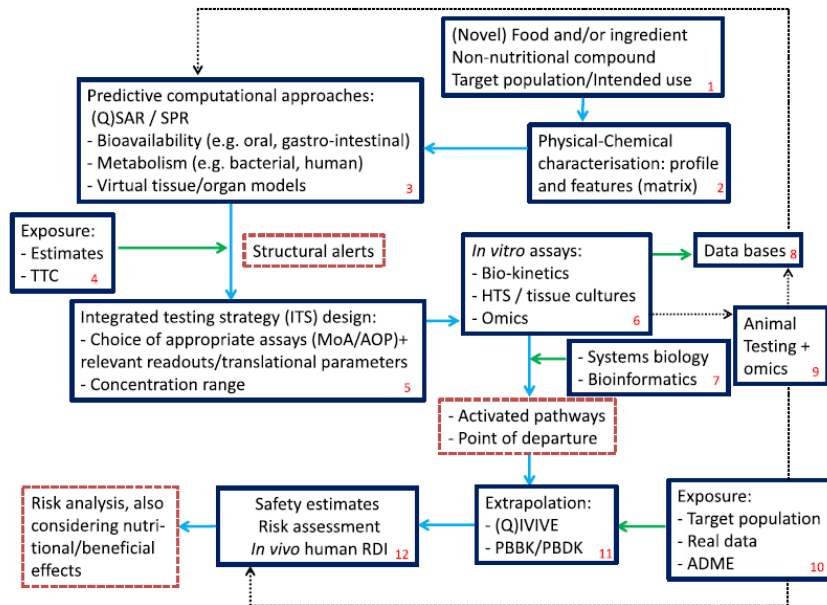 (Novel) Food and/or ingredient
Non-nutritional compound
Target population/Intended use
1
Physical-Chemical
characterisation: profile
and features (matrix)
2
Predictive computational approaches:
(Q)SAR / SPR
- Bioavailability (e.g. oral, gastro-intestinal)
- Metabolism (e.g. bacterial, human)
- Virtual tissue/organ models
3
Exposure:
- Estimates
- TTC
4
Structural alerts
Integrated testing strategy (ITS) design:
- Choice of appropriate assays (MoA/AOP)+
relevant readouts/translational parameters
- Concentration range
5
In vitro assays:
- Bio-kinetics
- HTS / tissue cultures
- Omics
6
- Systems biology
- Bioinformatics
7
Data bases
8
Animal
Testing +
omics
9
- Activated pathways
- Point of departure
Exposure:
- Target population
- Real data
- ADME
10
Extrapolation:
- (Q)IVIVE
- PBBK/PBDK
11
Safety estimates
Risk assessment
In vivo human RDI
12
Risk analysis, also
considering nutri-
tional/beneficial
effects